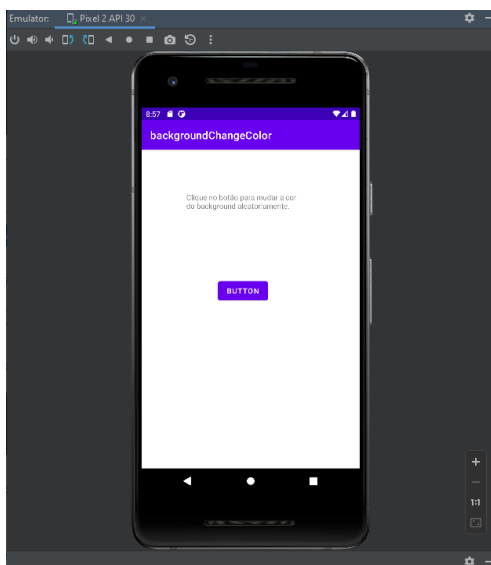 Emulator:
Pixel 2 API 30
8:57
backgroundChangeColor
Clique no botão para mudar a cor
do background aleatoriamente.
BUTTON
1:1